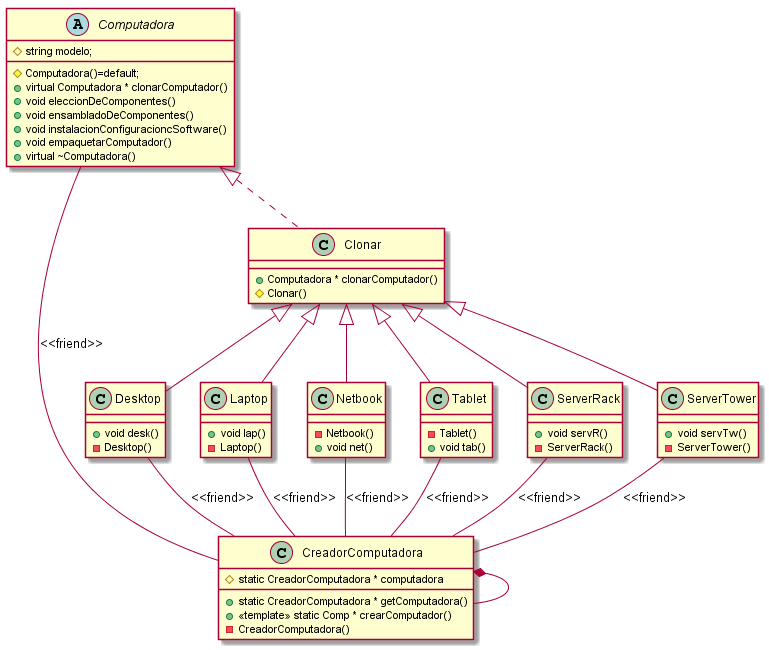 A Computadora
string modelo;
Computadora()=default;
virtual Computadora * clonarComputador()
void eleccionDeComponentes()
void ensambladoDeComponentes()
void instalacionConfiguracioncSoftware()
void empaquetarComputador()
virtual ~Computadora()
C Clonar
Computadora * clonarComputador()
Clonar()
<<friend>>
C Desktop
void desk()
Desktop()
C Laptop
void lap()
Laptop()
C Netbook
Netbook()
void net()
C Tablet
Tablet()
void tab()
C ServerRack
void servR()
ServerRack()
C ServerTower
void servTw()
ServerTower()
<<friend>>
<<friend>>
<<friend>>
<<friend>>
<<friend>>
<<friend>>
C CreadorComputadora
static CreadorComputadora * computadora
static CreadorComputadora * getComputadora()
«template» static Comp * crearComputador()
CreadorComputadora()